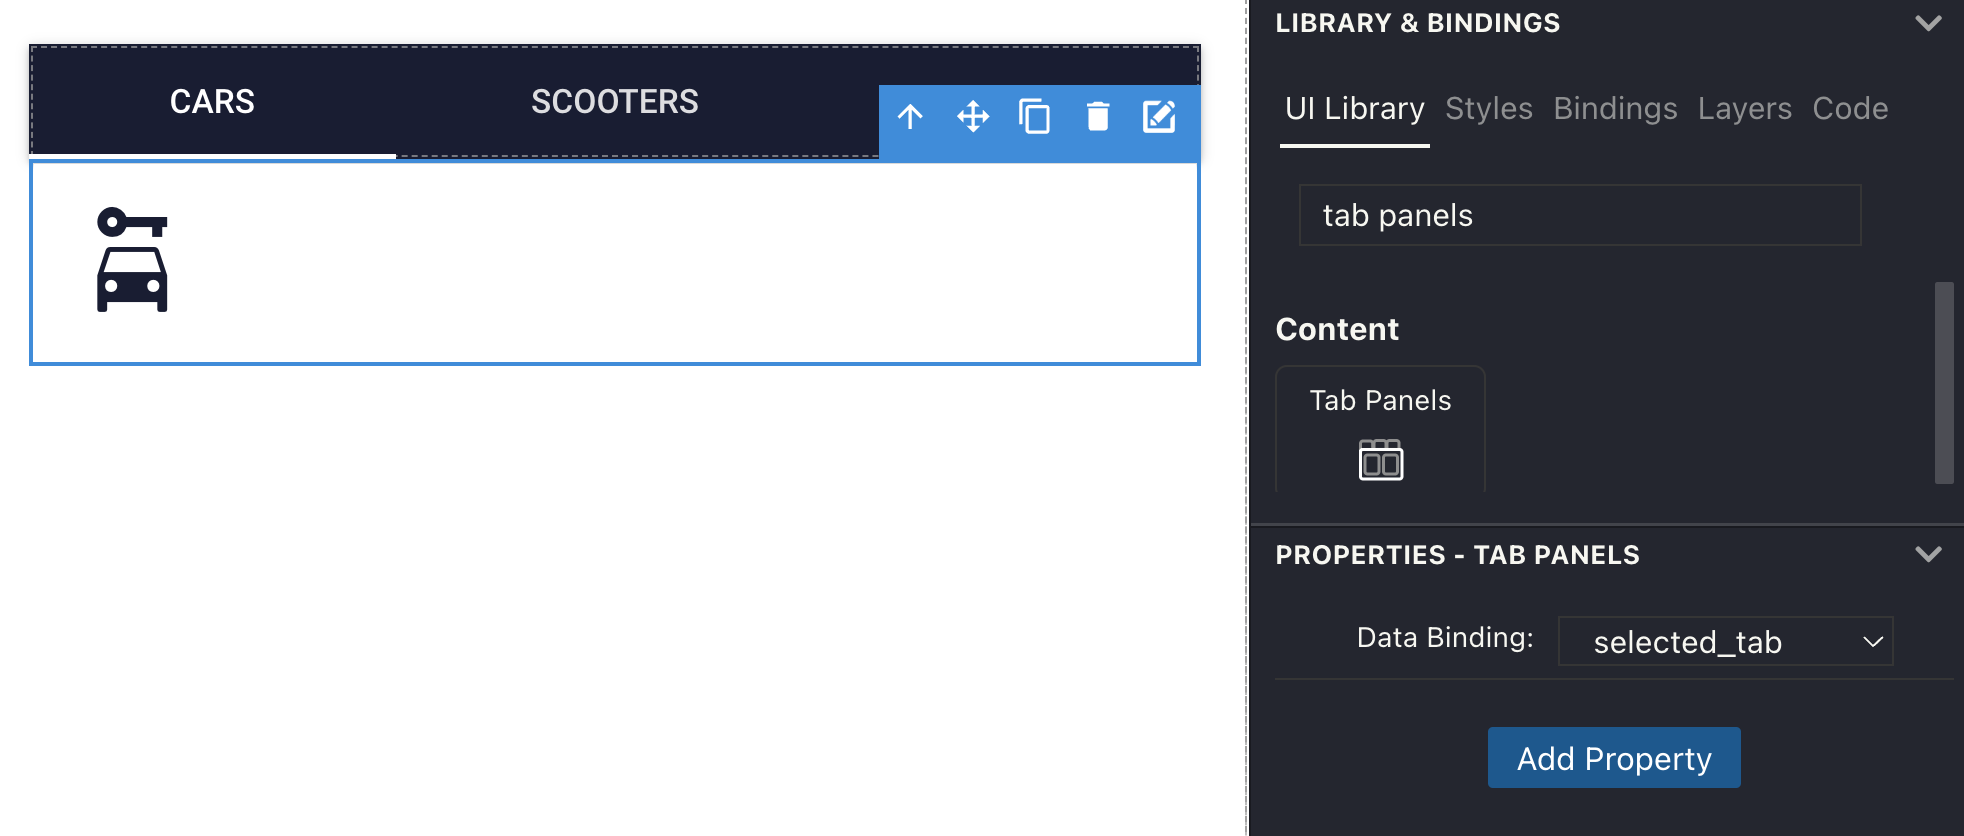 CARS SCOOTERS
LIBRARY & BINDINGS
UI Library Styles Bindings Layers Code
tab panels
Content
Tab Panels
PROPERTIES - TAB PANELS
Data Binding: selected_tab
Add Property